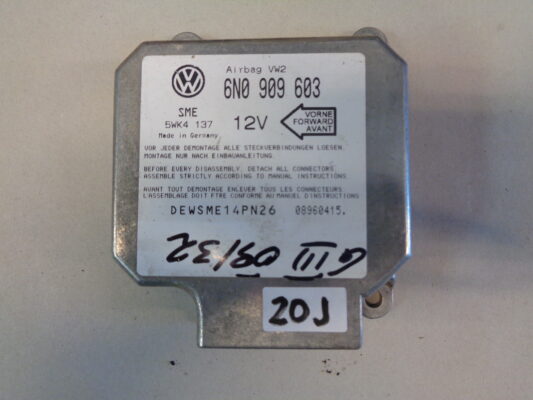 Airbag VW2
6N0 909 603
SME
5WK4 137
Made in Germany
12V
VORNE
FORWARD
AVANT
VOR JEDER DEMONTAGE ALLE STECKVERBINDUNGEN LOESEN.
MONTAGE NUR NACH EINBAUANLEITUNG.
BEFORE EVERY DISASSEMBLY, DETACH ALL CONNECTORS.
ASSEMBLE STRICTLY ACCORDING TO MANUAL INSTRUCTIONS.
AVANT TOUT DEMONTAGE ENLEVER TOUS LES CONNECTEURS
L'ASSEMBLAGE DOIT ETRE CONFORME AUX INSTRUCTIONS.
DEWSME14PN26 08960415.
GIII
20J